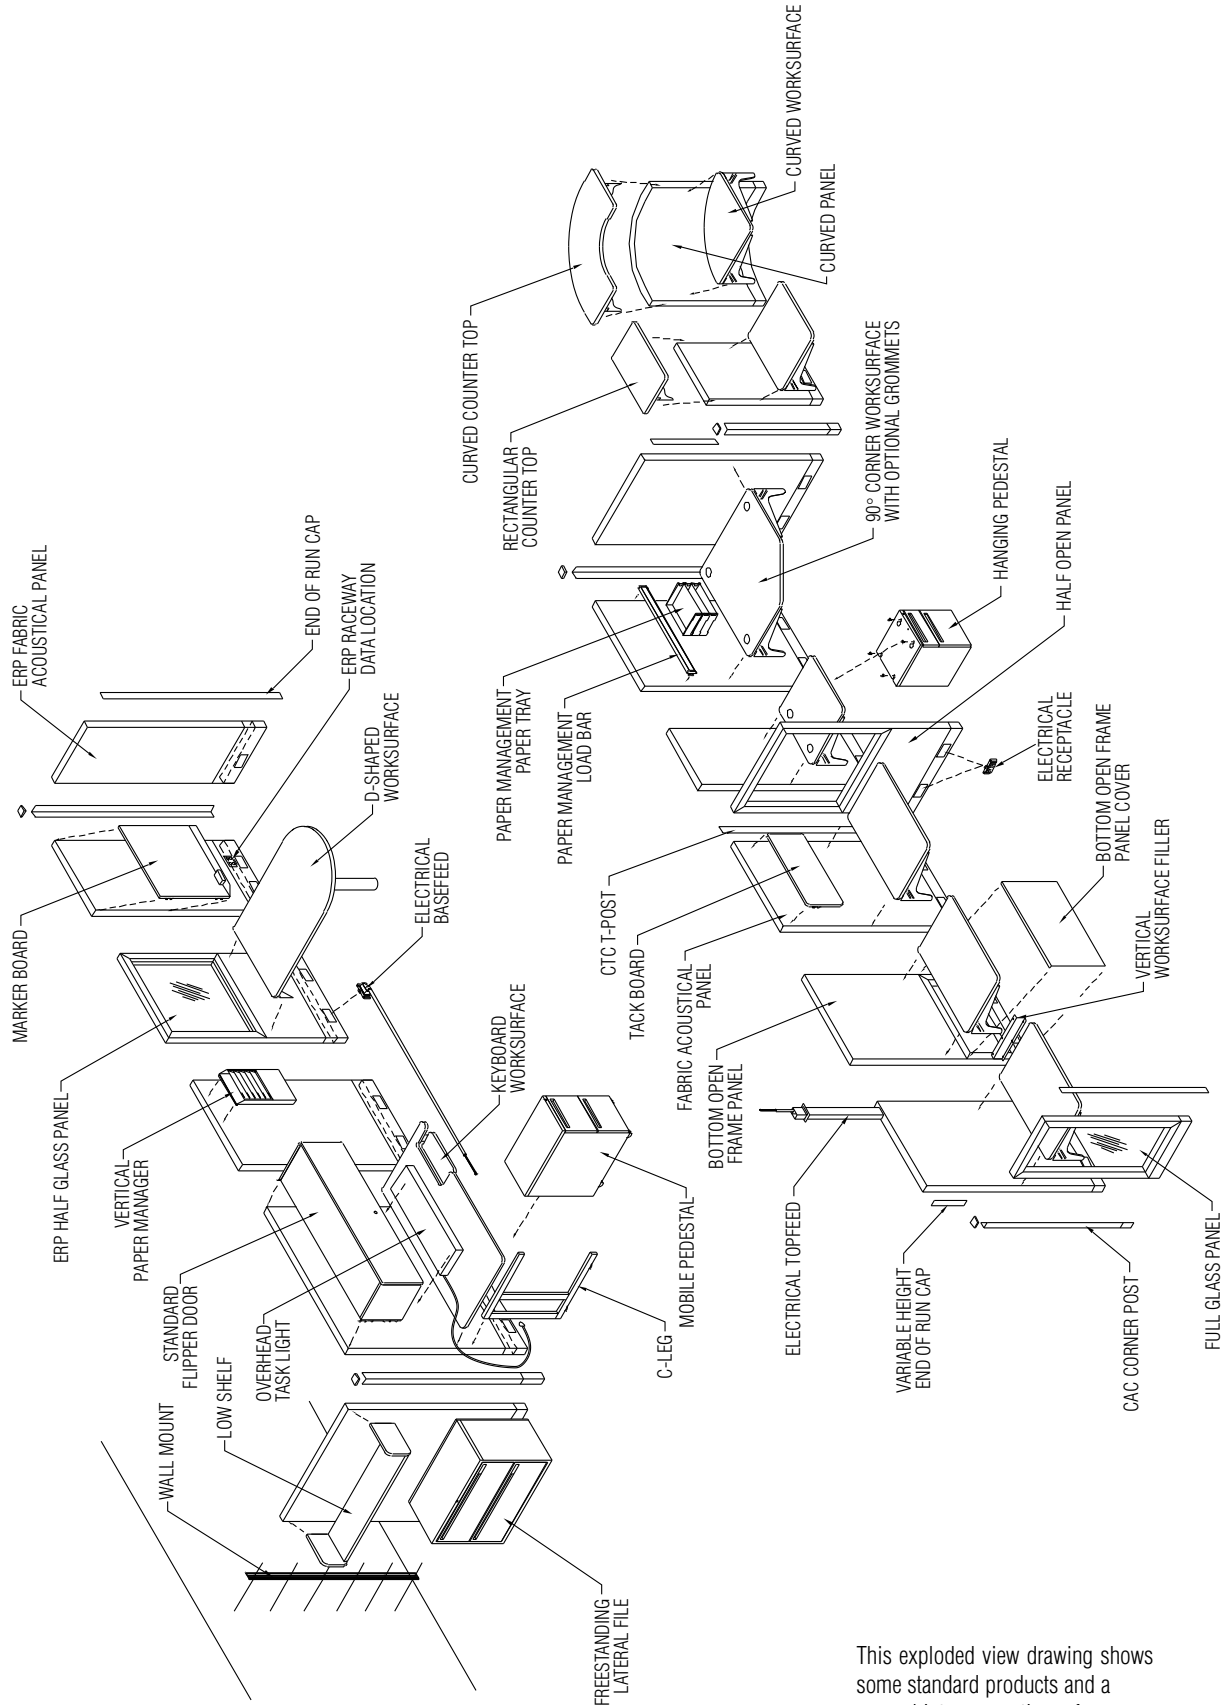 WALL MOUNT
LOW SHELF
STANDARD
FLIPPER DOOR
OVERHEAD
TASK LIGHT
VERTICAL
PAPER MANAGER
ERP HALF GLASS PANEL
MARKER BOARD
ERP FABRIC
ACOUSTICAL PANEL
END OF RUN CAP
ERP RACEWAY
DATA LOCATION
D-SHAPED
WORKSURFACE
ELECTRICAL
BASEFEED
KEYBOARD
WORKSURFACE
MOBILE PEDESTAL
C-LEG
FREESTANDING
LATERAL FILE
CURVED COUNTER TOP
RECTANGULAR
COUNTER TOP
CURVED WORKSURFACE
CURVED PANEL
90° CORNER WORKSURFACE
WITH OPTIONAL GROMMETS
PAPER MANAGEMENT
PAPER TRAY
PAPER MANAGEMENT
LOAD BAR
HANGING PEDESTAL
HALF OPEN PANEL
CTC T-POST
TACK BOARD
FABRIC ACOUSTICAL
PANEL
ELECTRICAL
RECEPTACLE
BOTTOM OPEN
FRAME PANEL
BOTTOM OPEN FRAME
PANEL COVER
VERTICAL
WORKSURFACE FILLER
ELECTRICAL TOPFEED
VARIABLE HEIGHT
END OF RUN CAP
CAC CORNER POST
FULL GLASS PANEL
This exploded view drawing shows
some standard products and a